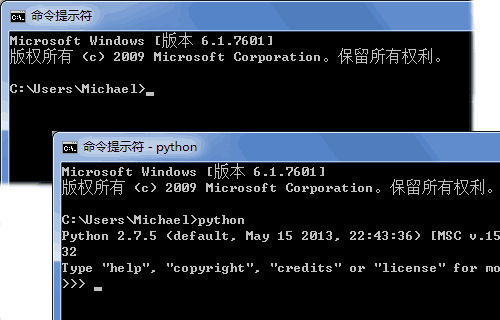 命令提示符
Microsoft Windows [版本 6.1.7601]
版权所有 (c) 2009 Microsoft Corporation。保留所有权利。
C:\Users\Michael>_
命令提示符 - python
Microsoft Windows [版本 6.1.7601]
版权所有 (c) 2009 Microsoft Corporation。保留所有权利。
C:\Users\Michael>python
Python 2.7.5 (default, May 15 2013, 22:43:36) [MSC v.15
32
Type "help", "copyright", "credits" or "license" for mo
>>> _